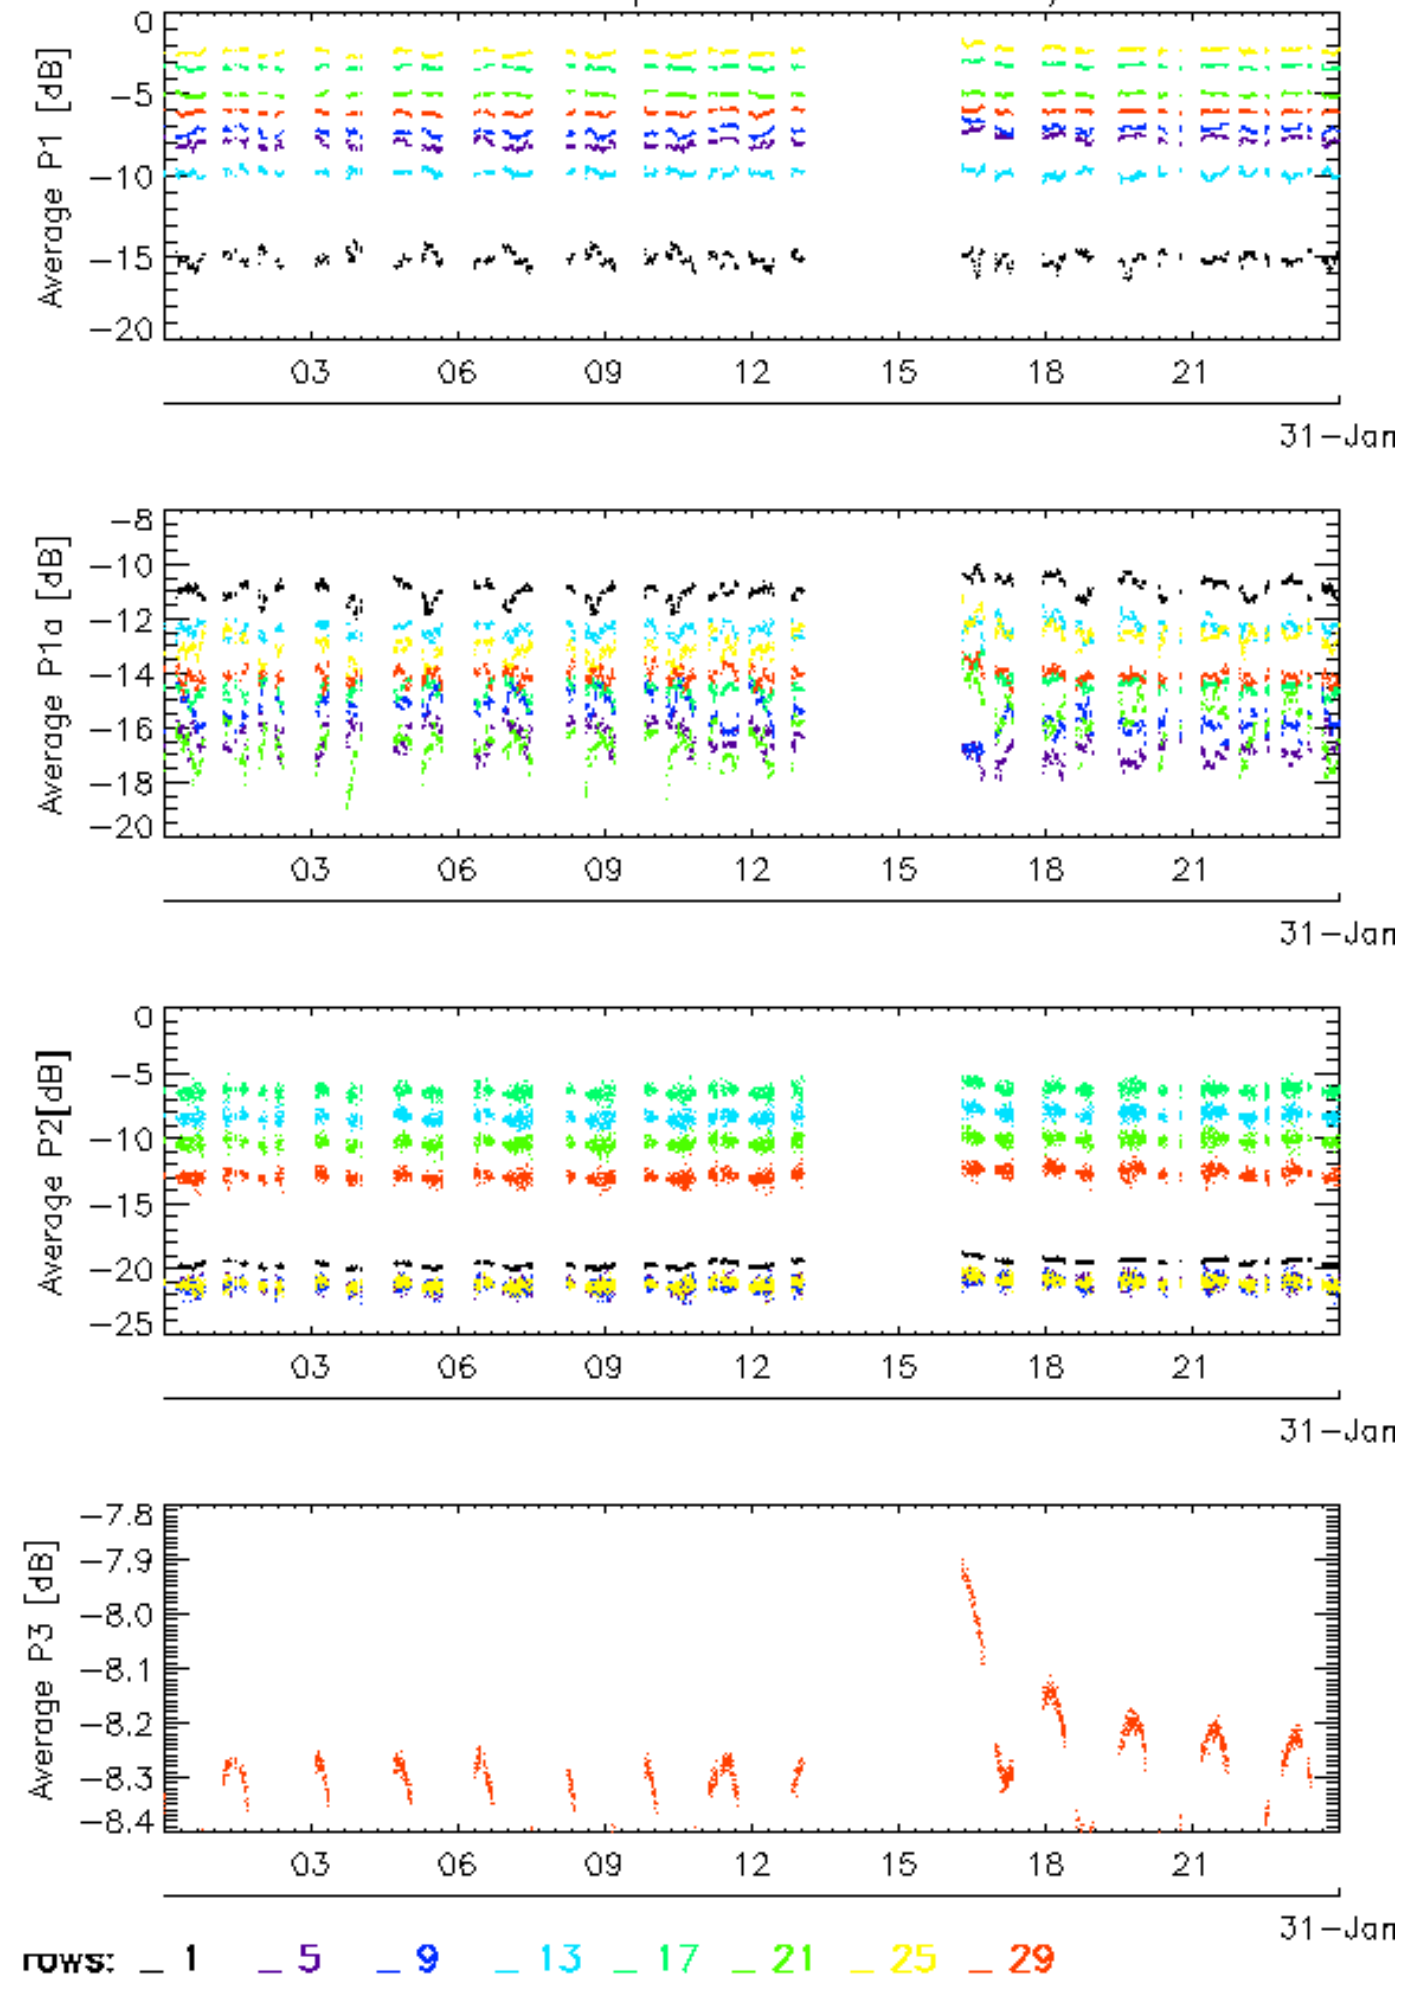 0
−5
−10
−15
−20
Average P1 [dB]
03 06 09 12 15 18 21
31−Jan
−8
−10
−12
−14
−16
−18
−20
Average P1a [dB]
03 06 09 12 15 18 21
31−Jan
0
−5
−10
−15
−20
−25
Average P2[dB]
03 06 09 12 15 18 21
31−Jan
−7.8
−7.9
−8.0
−8.1
−8.2
−8.3
−8.4
Average P3 [dB]
03 06 09 12 15 18 21
31−Jan
rows: _ 1 _ 5 _ 9 _ 13 _ 17 _ 21 _ 25 _ 29